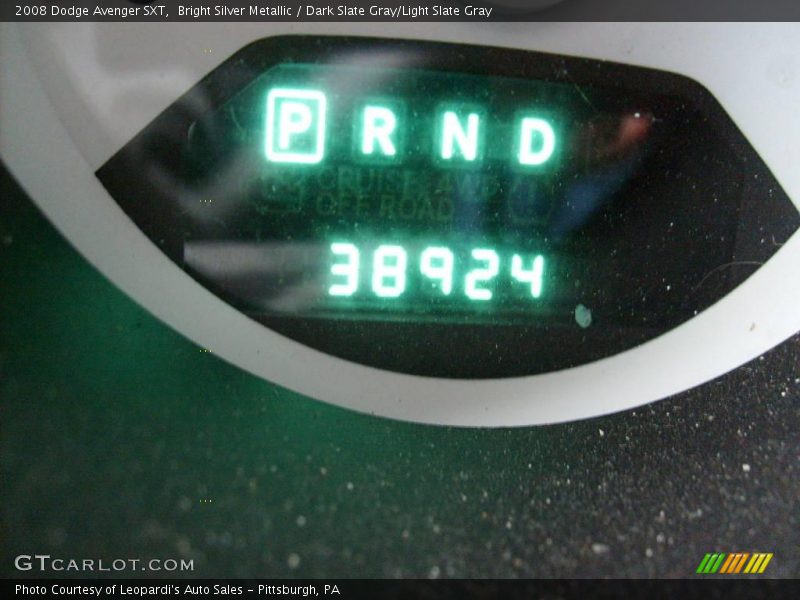 2008 Dodge Avenger SXT,  Bright Silver Metallic / Dark Slate Gray/Light Slate Gray
P R N D
CRUISE AWD
OFF ROAD
38924
GTCARLOT.COM
Photo Courtesy of Leopardi's Auto Sales - Pittsburgh, PA